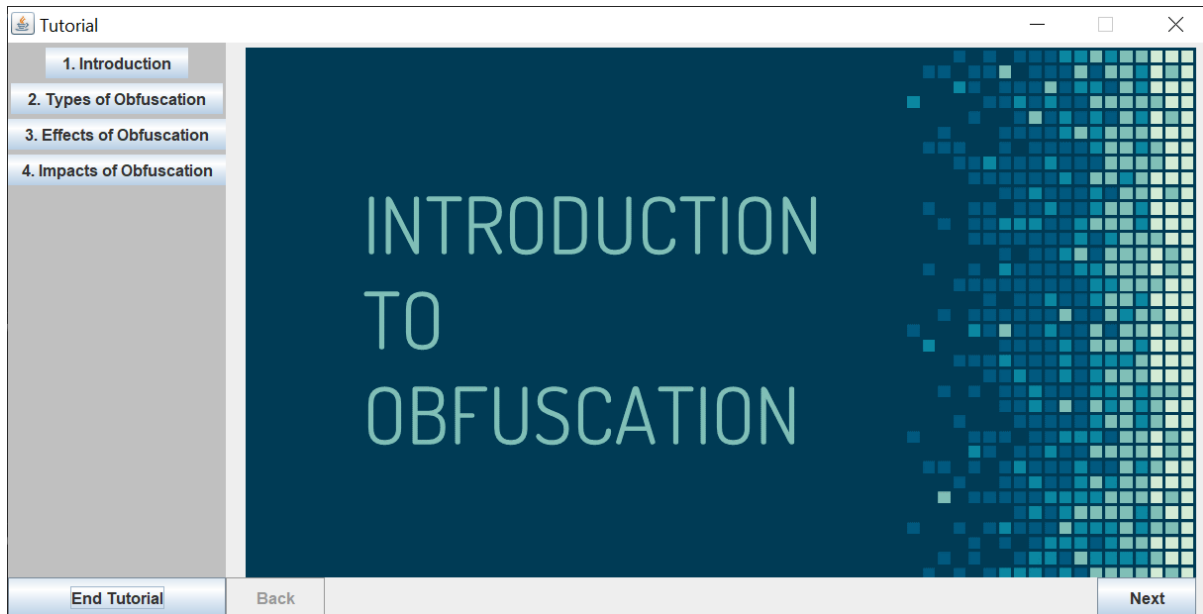 Tutorial
1. Introduction
2. Types of Obfuscation
3. Effects of Obfuscation
4. Impacts of Obfuscation
INTRODUCTION
TO
OBFUSCATION
End Tutorial
Back
Next